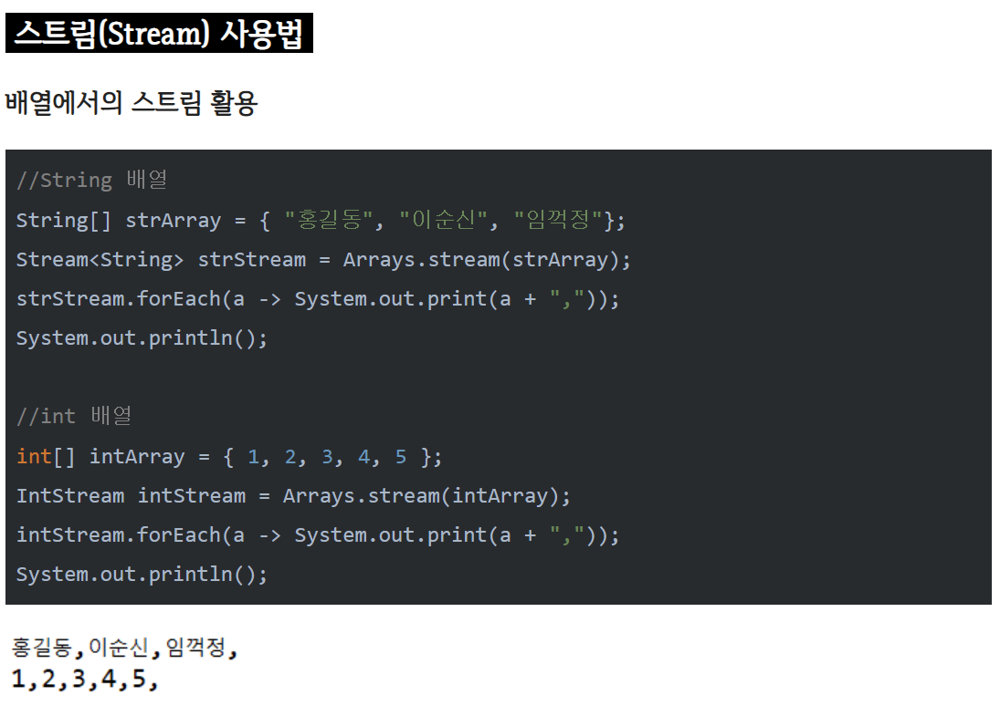 스트림(Stream) 사용법
배열에서의 스트림 활용
//String 배열
String[] strArray = { "홍길동", "이순신", "임꺽정"};
Stream<String> strStream = Arrays.stream(strArray);
strStream.forEach(a -> System.out.print(a + ","));
System.out.println();
//int 배열
int[] intArray = { 1, 2, 3, 4, 5 };
IntStream intStream = Arrays.stream(intArray);
intStream.forEach(a -> System.out.print(a + ","));
System.out.println();
홍길동,이순신,임꺽정,
1,2,3,4,5,